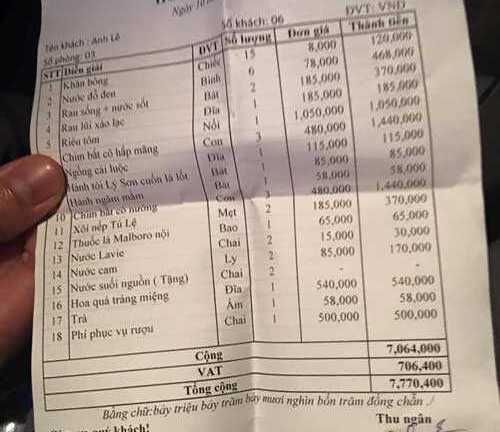 Ngày 10
Số khách: 06
ĐVT: VND
Tên khách : Anh Lê
Số phòng: 03
STT Diễn giải ĐVT Số lượng Đơn giá Thành tiền
1 Khăn bông Chiếc 15 8,000 120,000
2 Nước đỗ đen Bình 6 78,000 468,000
3 Rau sống + nước sốt Bát 2 185,000 370,000
4 Rau lủi xào lạc Đĩa 1 185,000 185,000
5 Riêu tôm Nồi 1 1,050,000 1,050,000
Chim bắt cô hấp măng Con 3 480,000 1,440,000
Ngồng cải luộc Đĩa 1 115,000 115,000
Hành tỏi Lý Sơn cuốn lá lốt Bát 1 85,000 85,000
Hành ngâm mắm Bát 1 58,000 58,000
10 Chim bắt cô nướng Con 3 480,000 1,440,000
11 Xôi nếp Tú Lệ Mẹt 2 185,000 370,000
12 Thuốc lá Malboro nội Bao 1 65,000 65,000
13 Nước Lavie Chai 2 15,000 30,000
14 Nước cam Ly 2 85,000 170,000
15 Nước suối nguồn ( Tặng) Chai 2 - -
16 Hoa quả tráng miệng Đĩa 1 540,000 540,000
17 Trà Ấm 1 58,000 58,000
18 Phí phục vụ rượu Chai 1 500,000 500,000
Cộng 7,064,000
VAT 706,400
Tổng cộng 7,770,400
Bằng chữ: bảy triệu bảy trăm bảy mươi nghìn bốn trăm đồng chẵn ./
Thu ngân
quý khách!